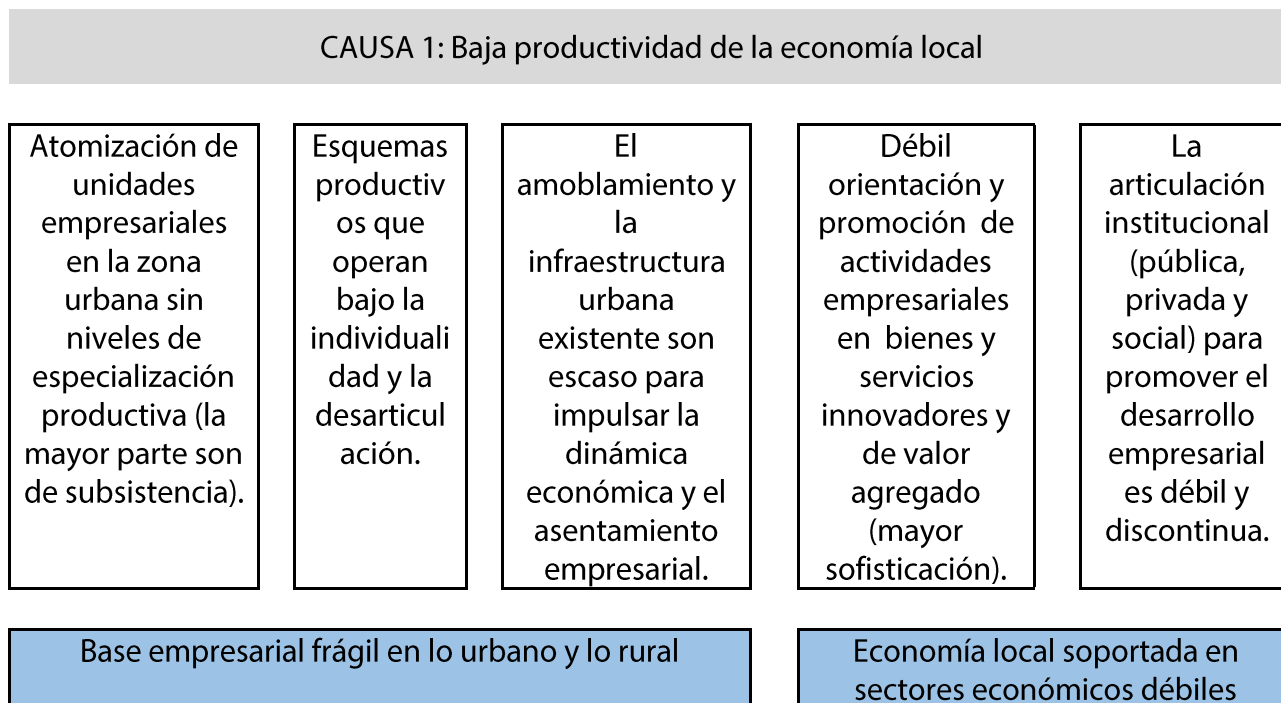 CAUSA 1: Baja productividad de la economía local
Atomización de
unidades
empresariales
en la zona
urbana sin
niveles de
especialización
productiva (la
mayor parte son
de subsistencia).
Esquemas
productiv
os que
operan
bajo la
individuali
dad y la
desarticul
ación.
El
amoblamiento y
la
infraestructura
urbana
existente son
escaso para
impulsar la
dinámica
económica y el
asentamiento
empresarial.
Débil
orientación y
promoción de
actividades
empresariales
en bienes y
servicios
innovadores y
de valor
agregado
(mayor
sofisticación).
La
articulación
institucional
(pública,
privada y
social) para
promover el
desarrollo
empresarial
es débil y
discontinua.
Base empresarial frágil en lo urbano y lo rural
Economía local soportada en
sectores económicos débiles